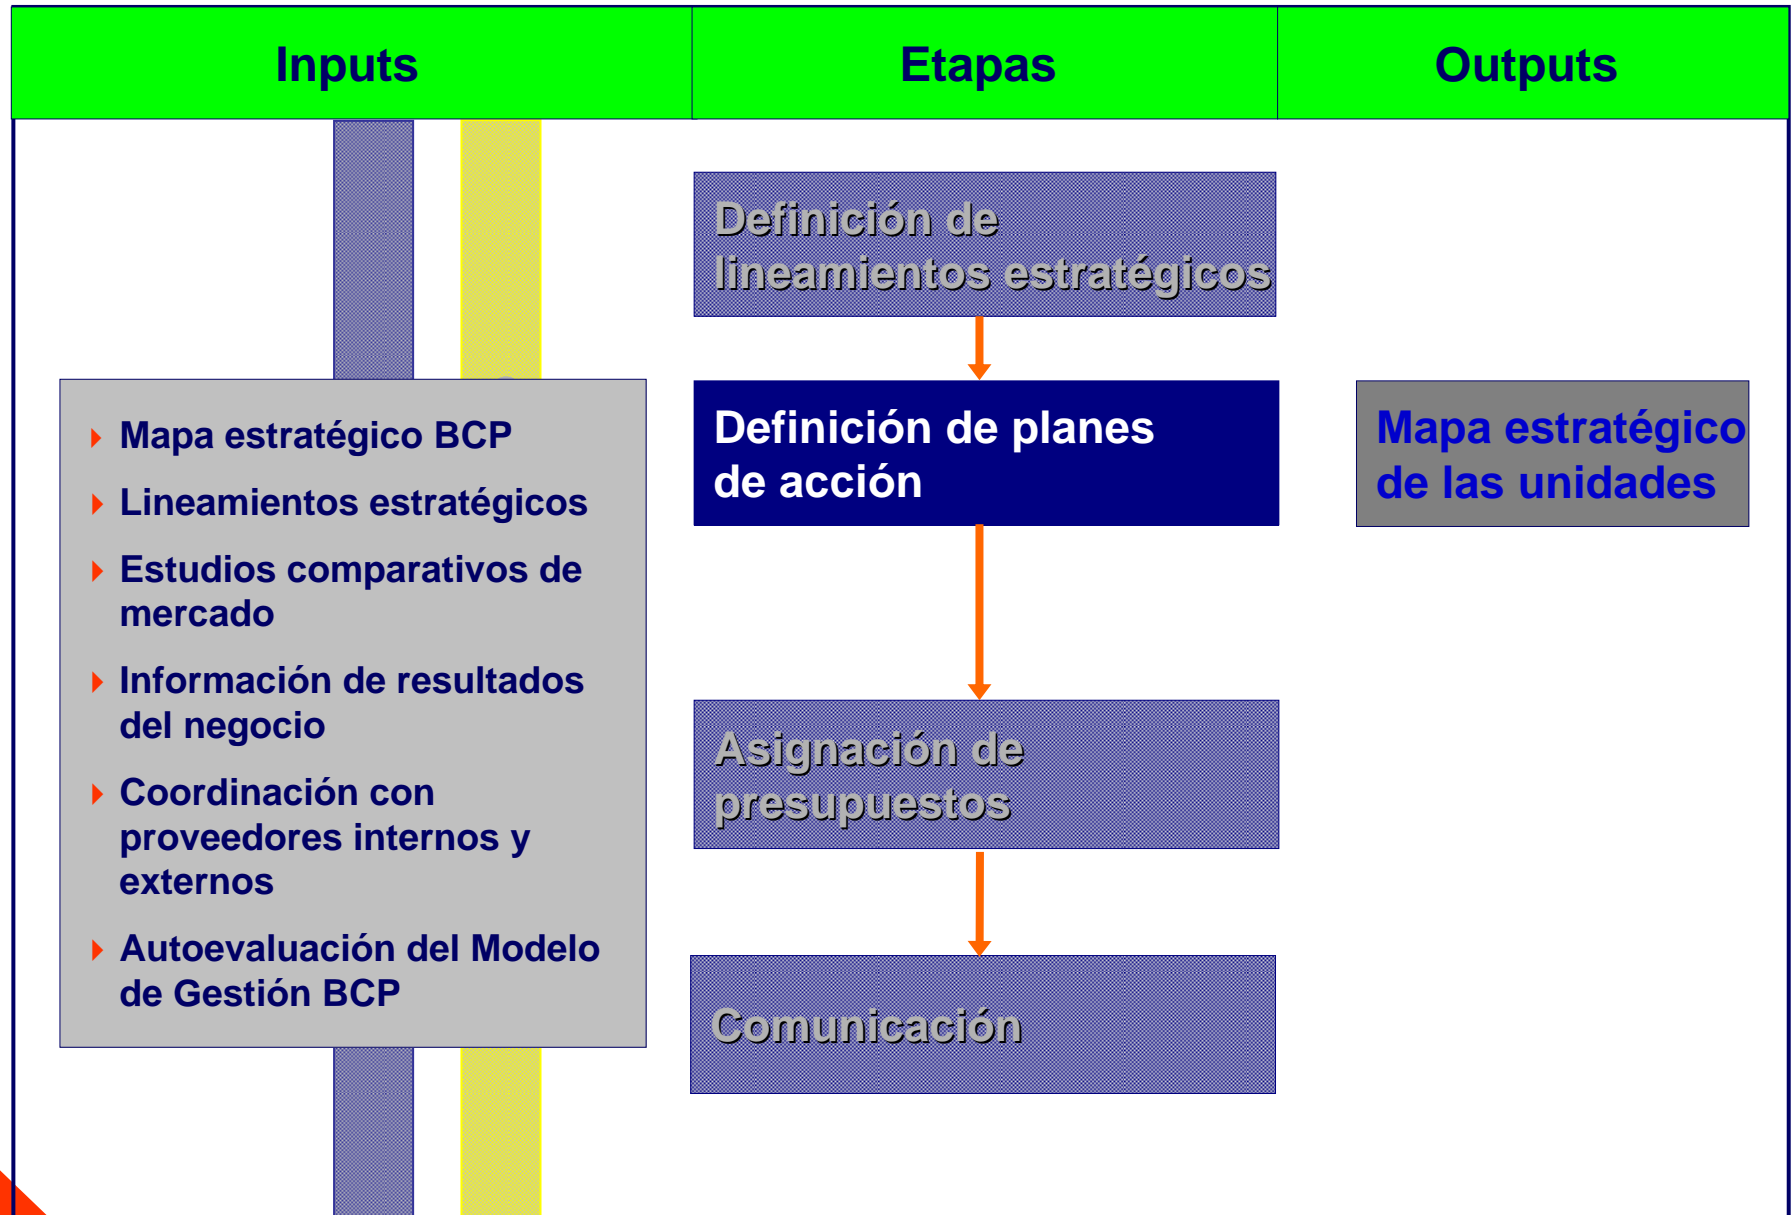 Inputs
Etapas
Outputs
Definición de
lineamientos estratégicos
Mapa estratégico BCP
Lineamientos estratégicos
Estudios comparativos de
mercado
Información de resultados
del negocio
Coordinación con
proveedores internos y
externos
Autoevaluación del Modelo
de Gestión BCP
Definición de planes
de acción
Asignación de
presupuestos
Comunicación
Mapa estratégico
de las unidades